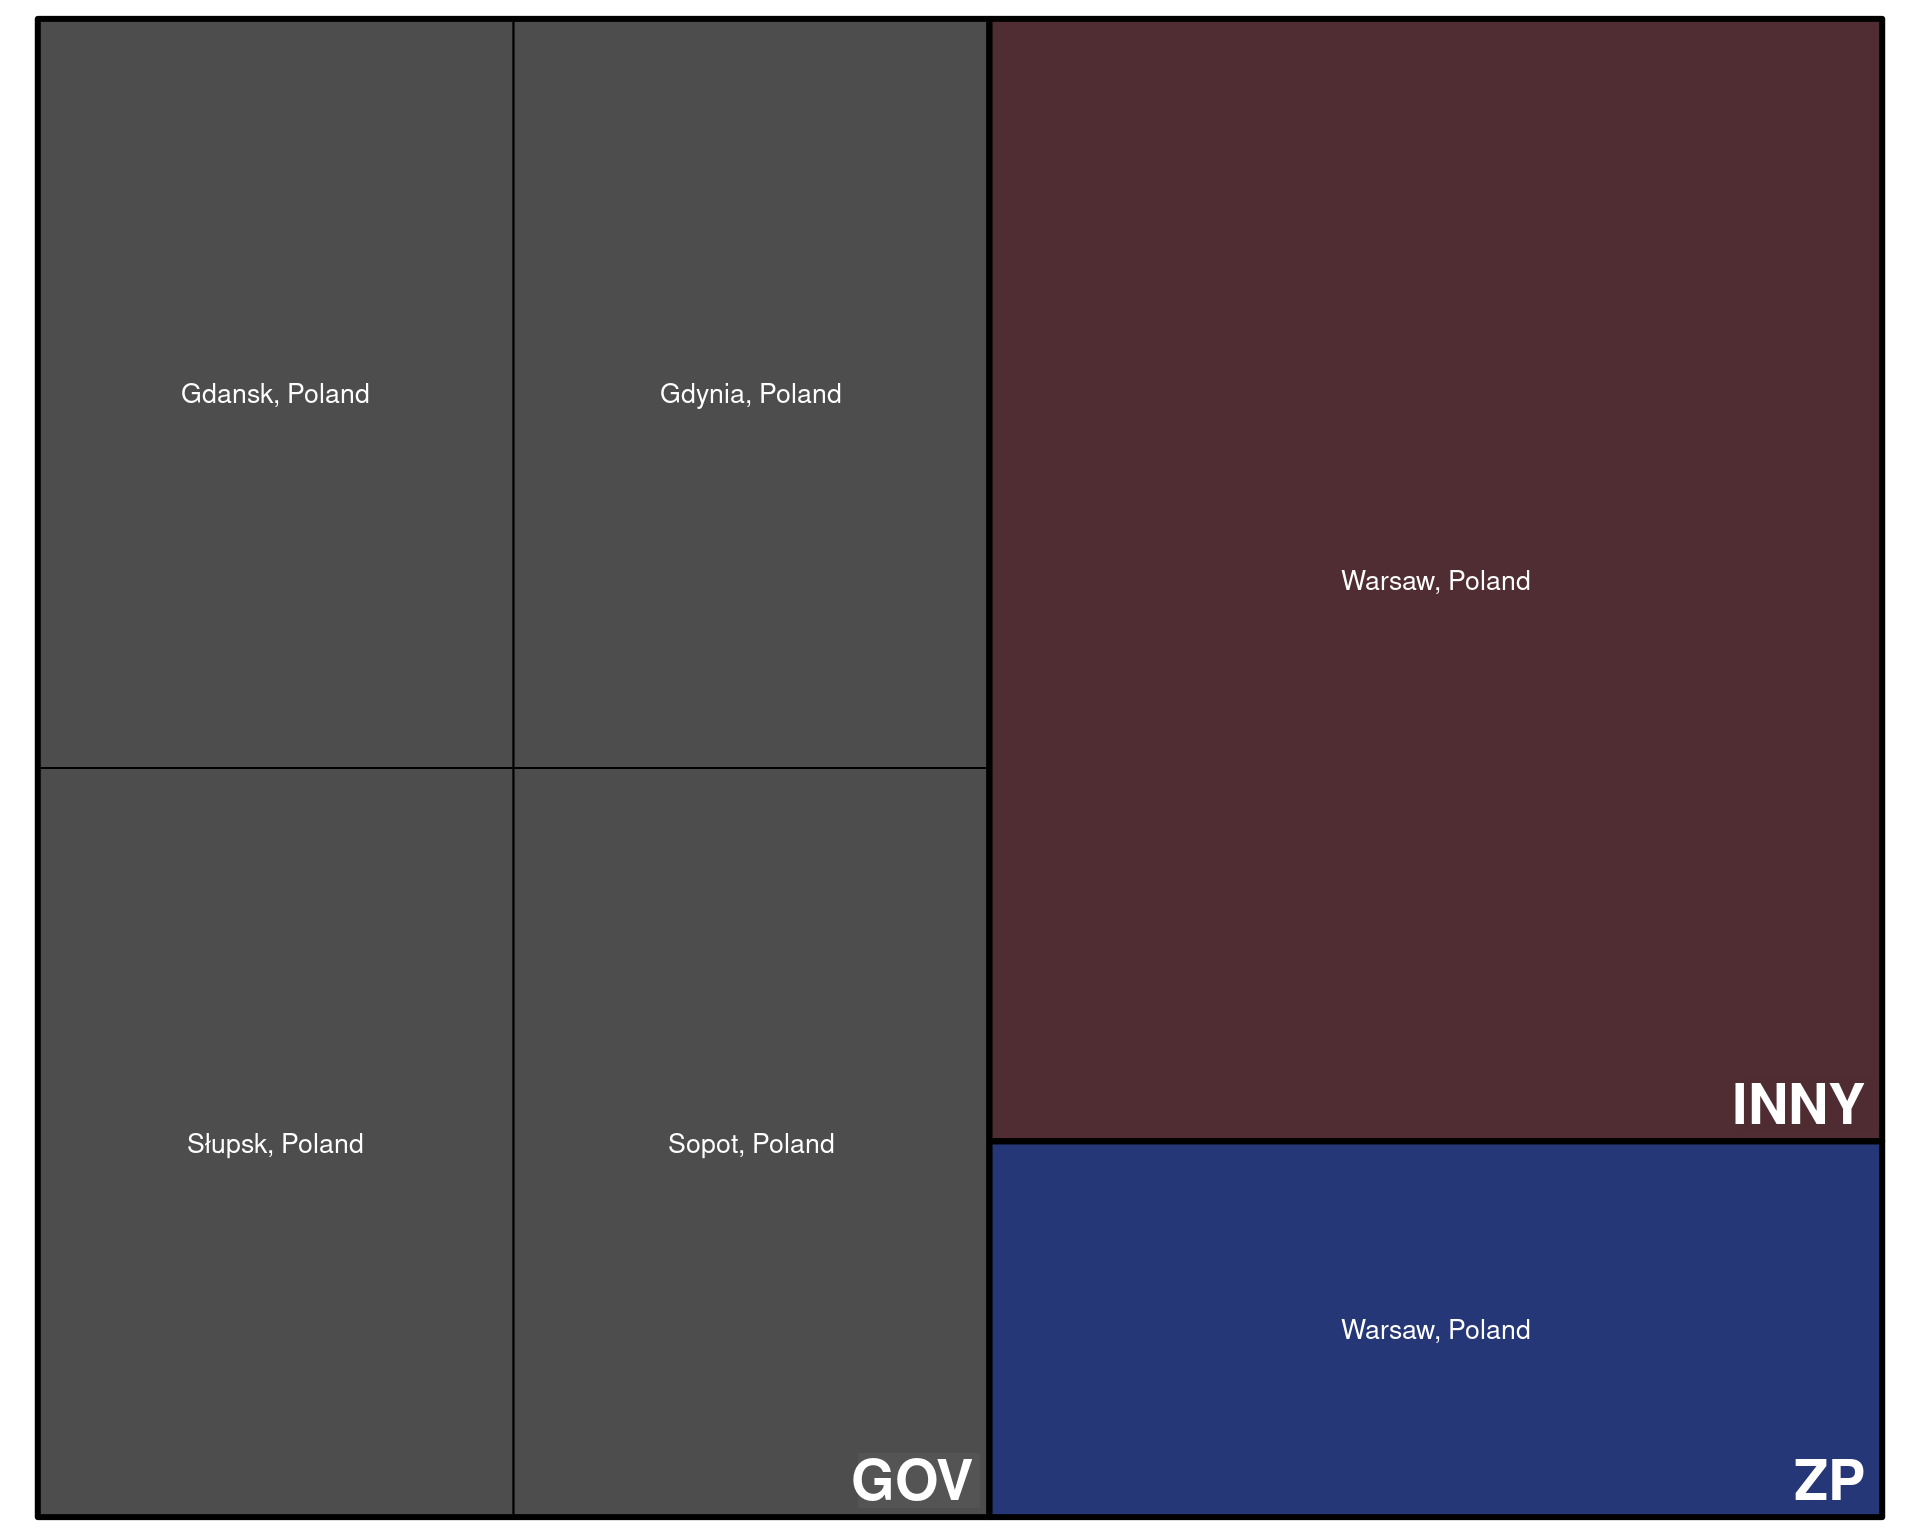 Gdansk, Poland
Gdynia, Poland
Słupsk, Poland
Sopot, Poland
GOV
Warsaw, Poland
INNY
Warsaw, Poland
ZP